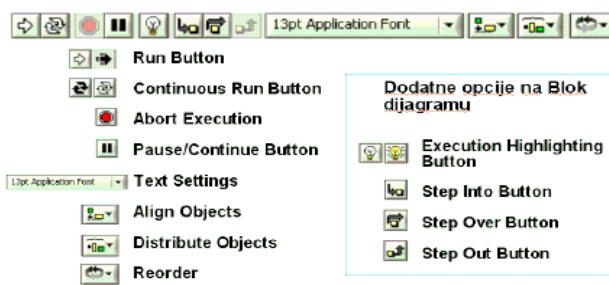 13pt Application Font
Run Button
Continuous Run Button
Abort Execution
Pause/Continue Button
13pt Application Font
Text Settings
Align Objects
Distribute Objects
Reorder
Dodatne opcije na Blok
dijagramu
Execution Highlighting
Button
Step Into Button
Step Over Button
Step Out Button